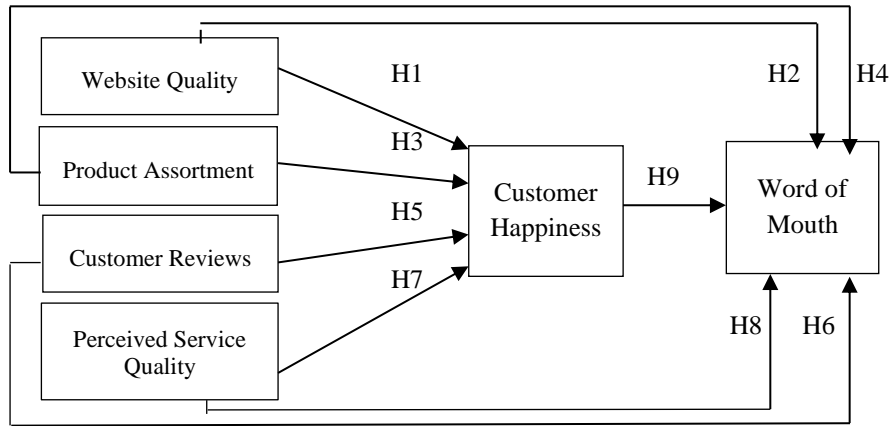 H1
H2
H4
Website Quality
H3
Product Assortment
Customer
Happiness
H9
Word of
Mouth
H5
Customer Reviews
H7
Perceived Service
Quality
H8
H6